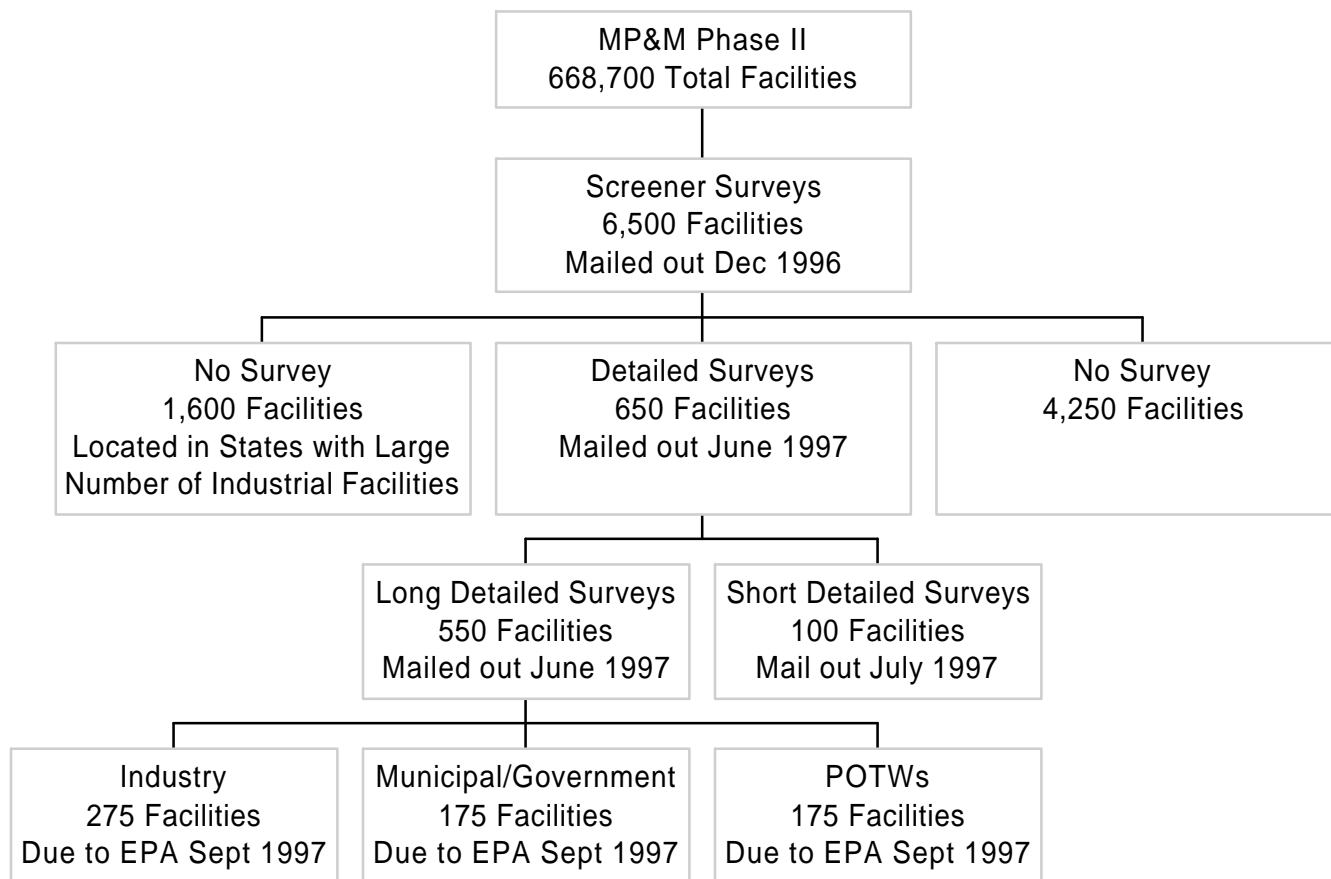 MP&M Phase II
668,700 Total Facilities
Screener Surveys
6,500 Facilities
Mailed out Dec 1996
No Survey
1,600 Facilities
Located in States with Large
Number of Industrial Facilities
Detailed Surveys
650 Facilities
Mailed out June 1997
No Survey
4,250 Facilities
Long Detailed Surveys
550 Facilities
Mailed out June 1997
Short Detailed Surveys
100 Facilities
Mail out July 1997
Industry
275 Facilities
Due to EPA Sept 1997
Municipal/Government
175 Facilities
Due to EPA Sept 1997
POTWs
175 Facilities
Due to EPA Sept 1997